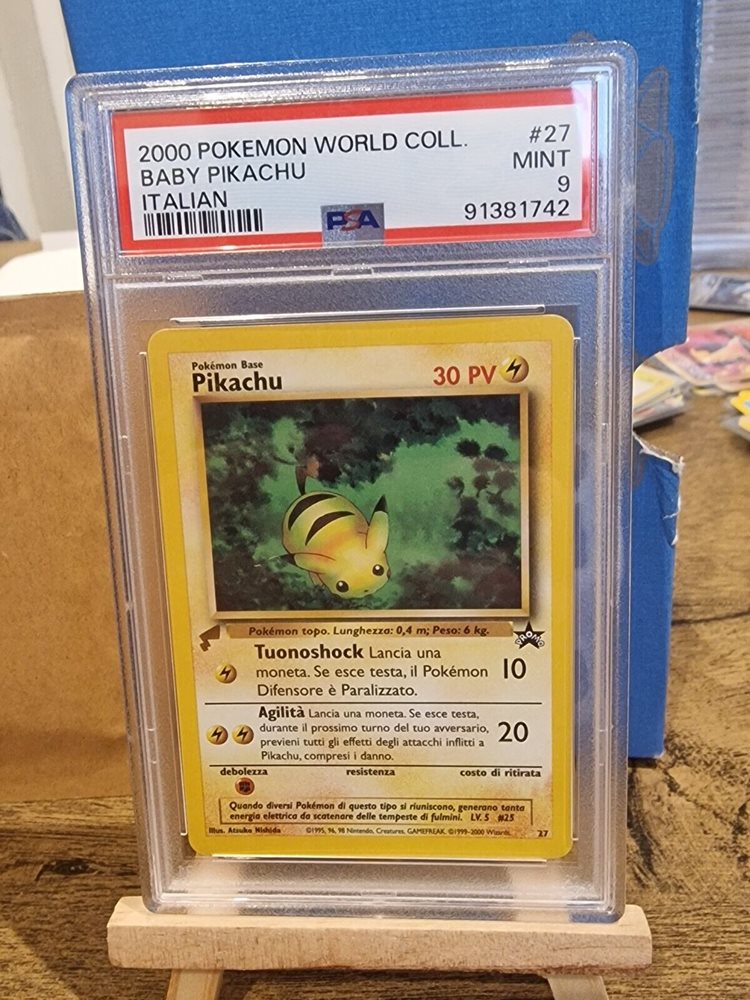 2000 POKEMON WORLD COLL. #27
BABY PIKACHU MINT
ITALIAN 9
PSA 91381742
Pokémon Base
Pikachu 30 PV
Pokémon topo. Lunghezza: 0,4 m; Peso: 6 kg.
PROMO
Tuonoshock Lancia una
moneta. Se esce testa, il Pokémon 10
Difensore è Paralizzato.
Agilità Lancia una moneta. Se esce testa,
durante il prossimo turno del tuo avversario, 20
previeni tutti gli effetti degli attacchi inflitti a
Pikachu, compresi i danno.
debolezza resistenza costo di ritirata
Quando diversi Pokémon di questo tipo si riuniscono, generano tanta
energia elettrica da scatenare delle tempeste di fulmini. LV. 5 #25
Illus. Atsuko Nishida ©1995, 96, 98 Nintendo, Creatures, GAMEFREAK. ©1999-2000 Wizards. 27